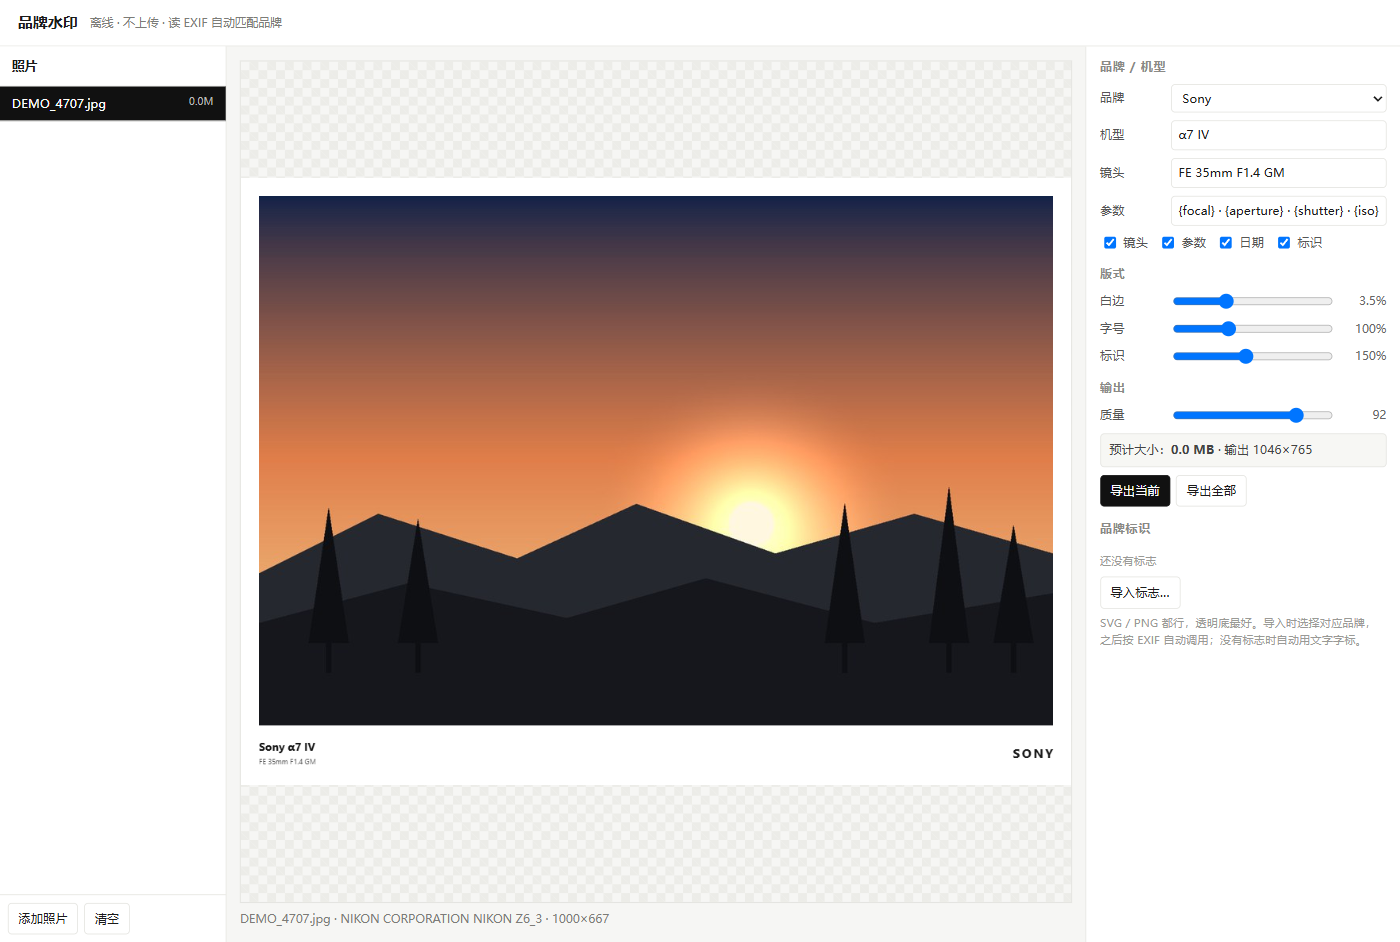 品牌水印 离线 · 不上传 · 读 EXIF 自动匹配品牌
照片
DEMO_4707.jpg 0.0M
添加照片 清空
Sony α7 IV
FE 35mm F1.4 GM
SONY
DEMO_4707.jpg · NIKON CORPORATION NIKON Z6_3 · 1000×667
品牌 / 机型
品牌 Sony
机型 α7 IV
镜头 FE 35mm F1.4 GM
参数 {focal} · {aperture} · {shutter} · {iso}
镜头 参数 日期 标识
版式
白边 3.5%
字号 100%
标识 150%
输出
质量 92
预计大小：0.0 MB · 输出 1046×765
导出当前 导出全部
品牌标识
还没有标志
导入标志...
SVG / PNG 都行，透明底最好。导入时选择对应品牌，
之后按 EXIF 自动调用；没有标志时自动用文字字标。